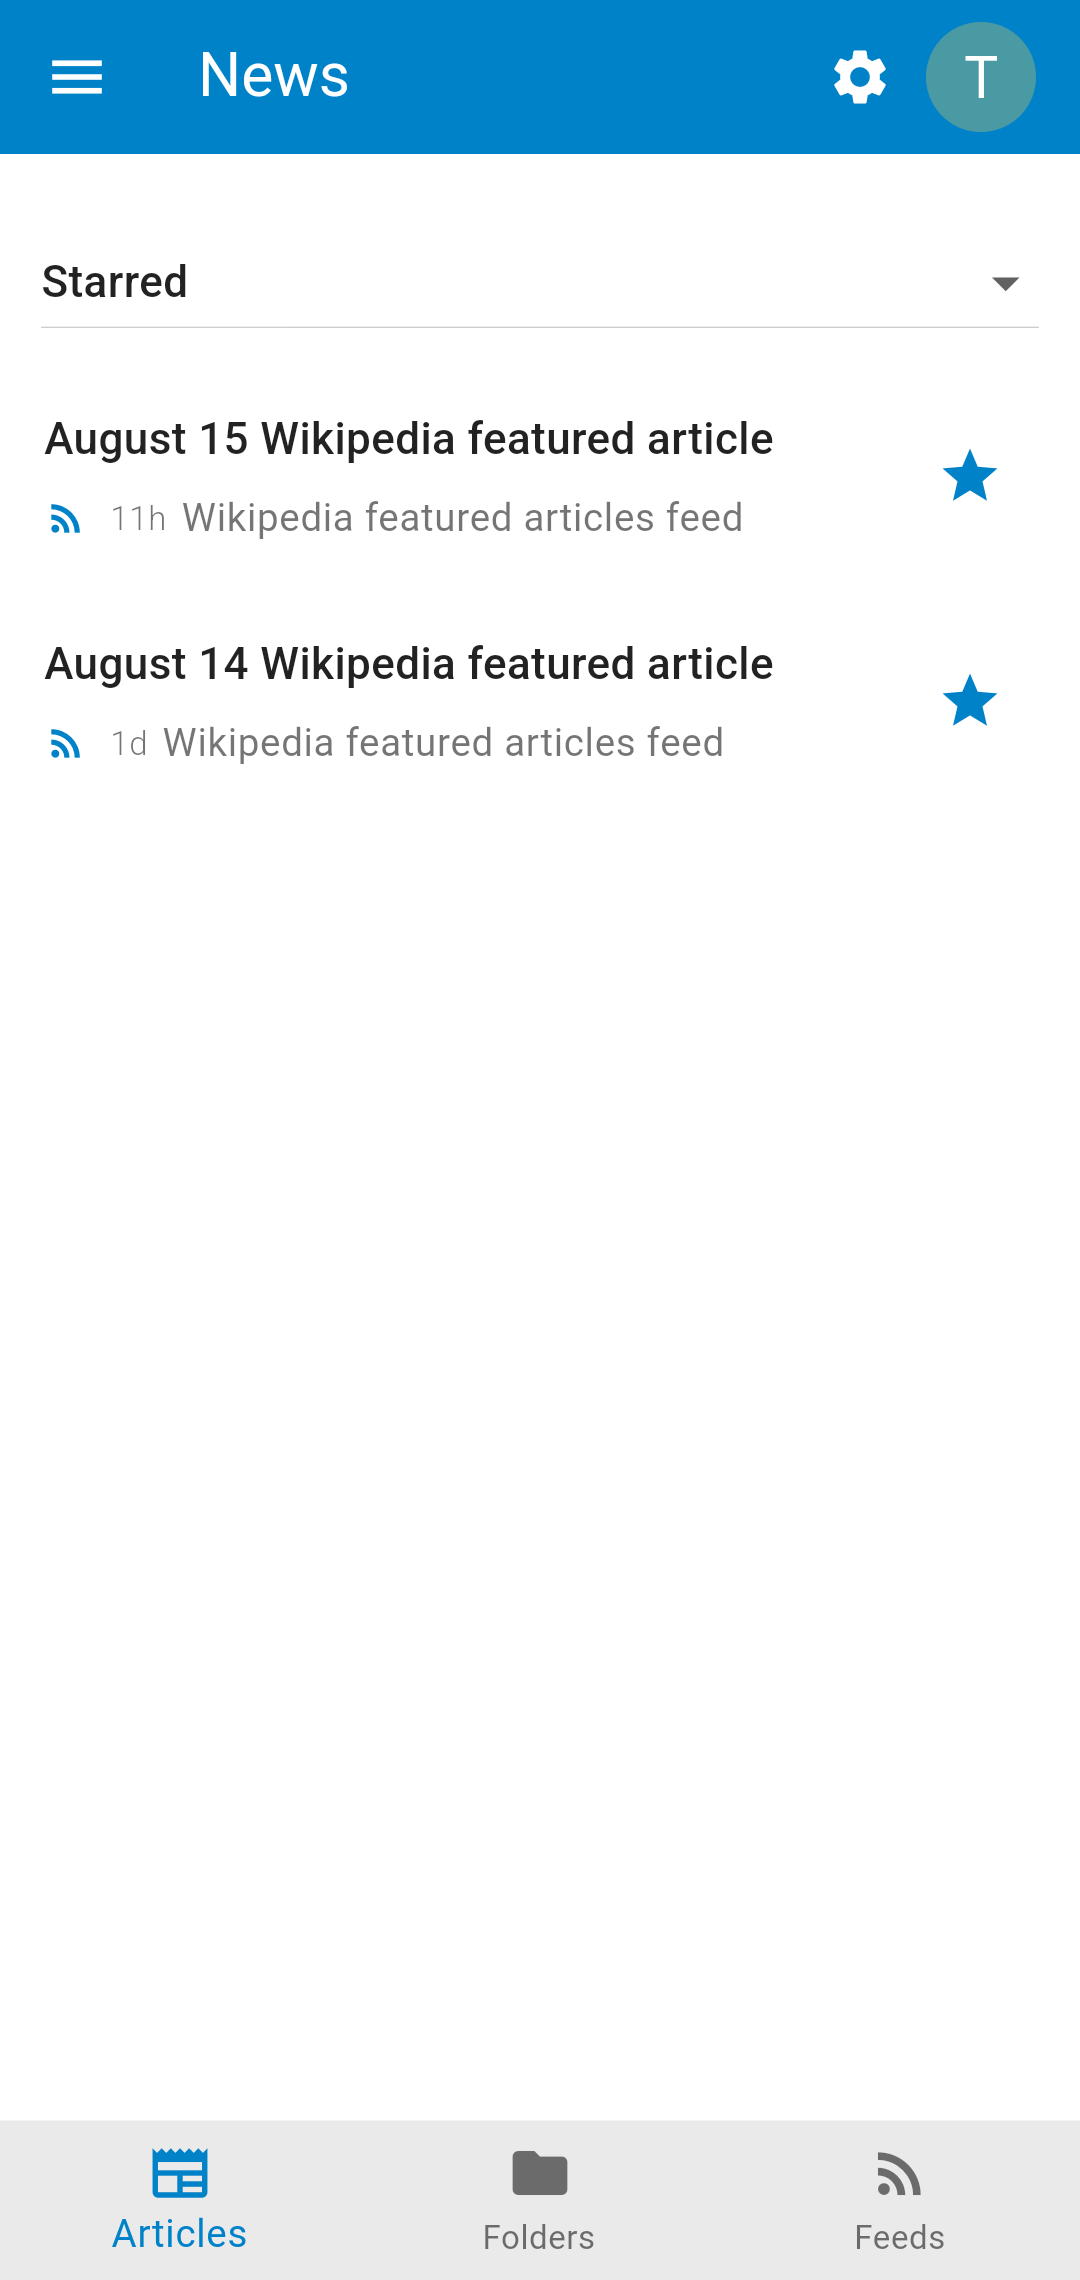 News
T
Starred
August 15 Wikipedia featured article
11h Wikipedia featured articles feed
August 14 Wikipedia featured article
1d Wikipedia featured articles feed
Articles Folders Feeds